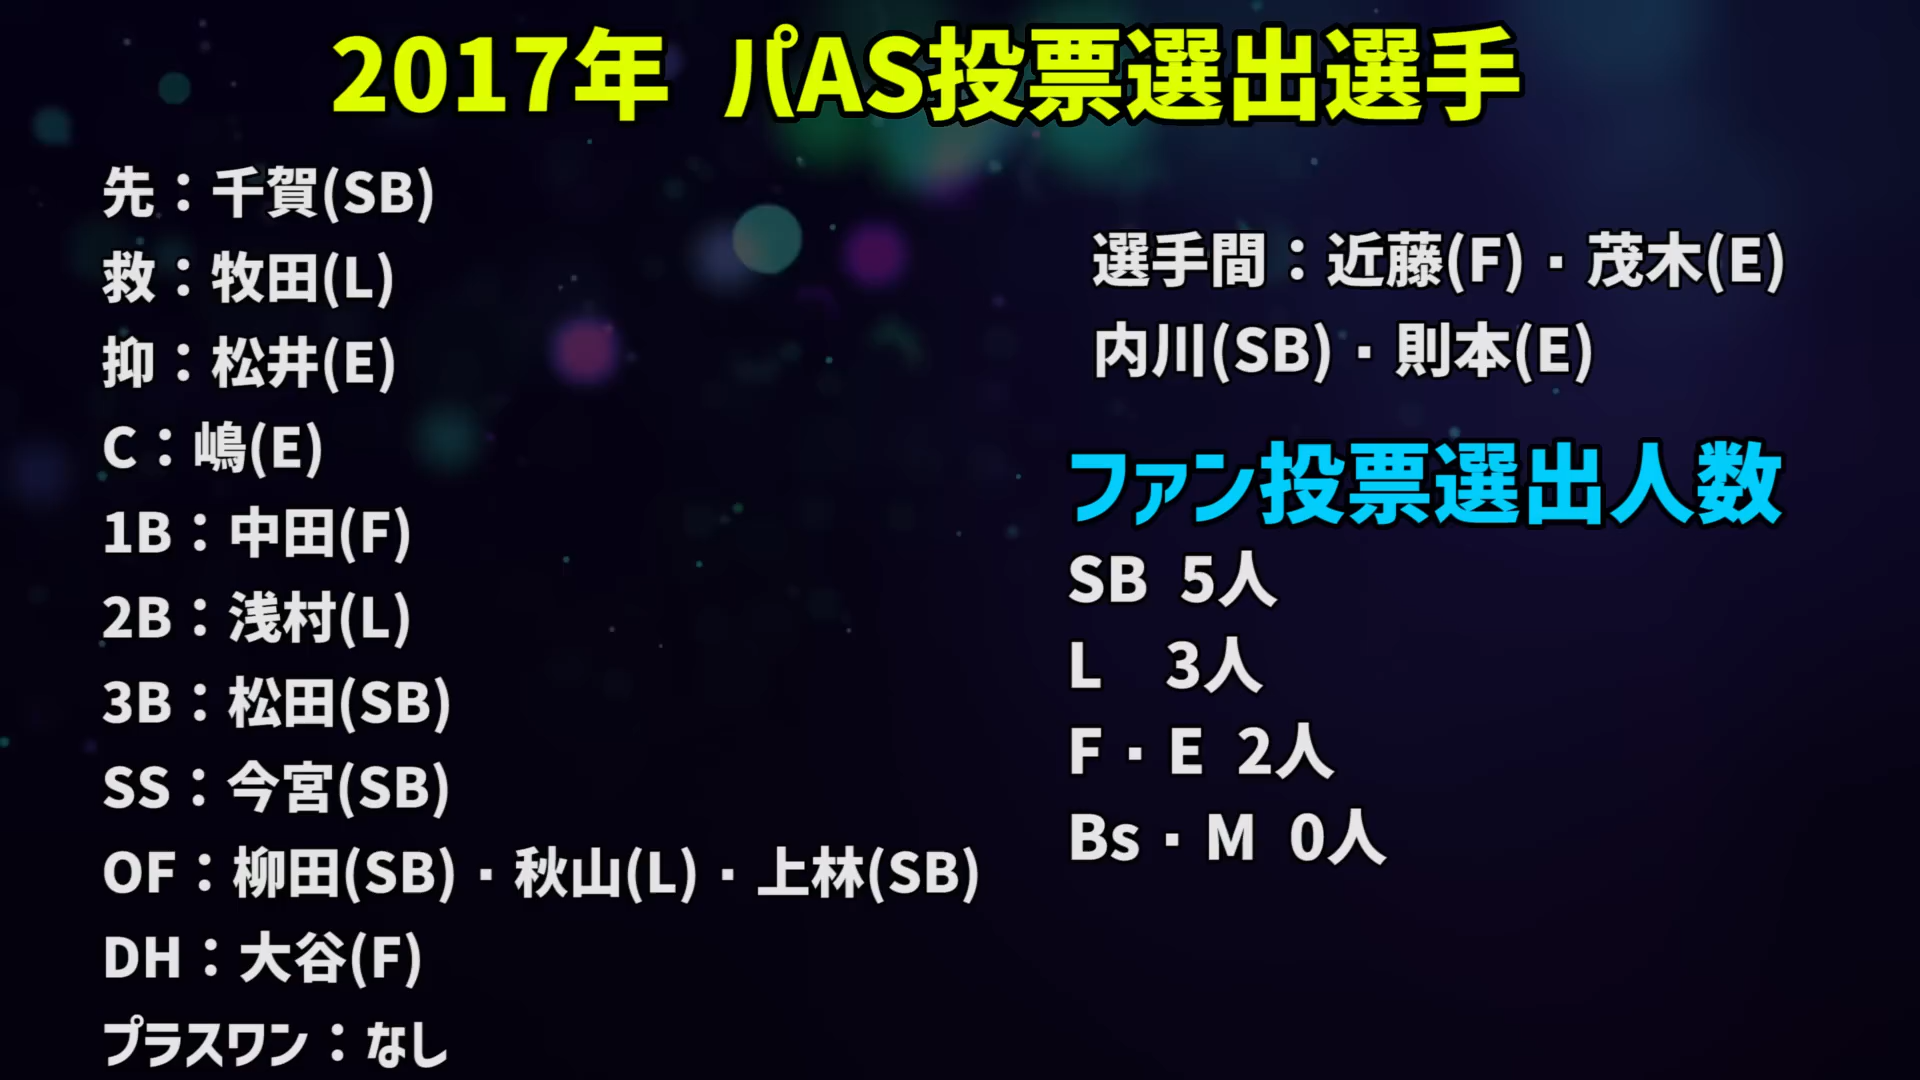 2017年 パAS投票選出選手
先：千賀(SB)
救：牧田(L)
抑：松井(E)
C：嶋(E)
1B：中田(F)
2B：浅村(L)
3B：松田(SB)
SS：今宮(SB)
OF：柳田(SB)・秋山(L)・上林(SB)
DH：大谷(F)
プラスワン：なし
選手間：近藤(F)・茂木(E)
内川(SB)・則本(E)
ファン投票選出人数
SB 5人
L 3人
F・E 2人
Bs・M 0人